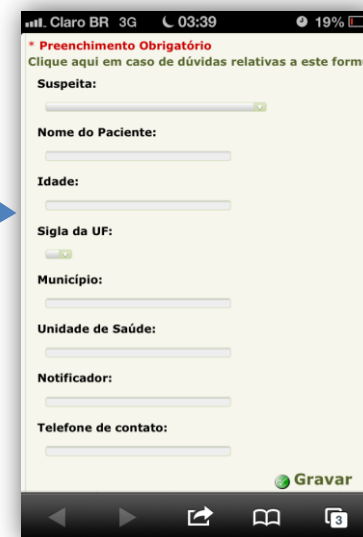 Claro BR 3G 03:39 19%
* Preenchimento Obrigatório
Clique aqui em caso de dúvidas relativas a este form
Suspeita:
Nome do Paciente:
Idade:
Sigla da UF:
Município:
Unidade de Saúde:
Notificador:
Telefone de contato:
Gravar
3